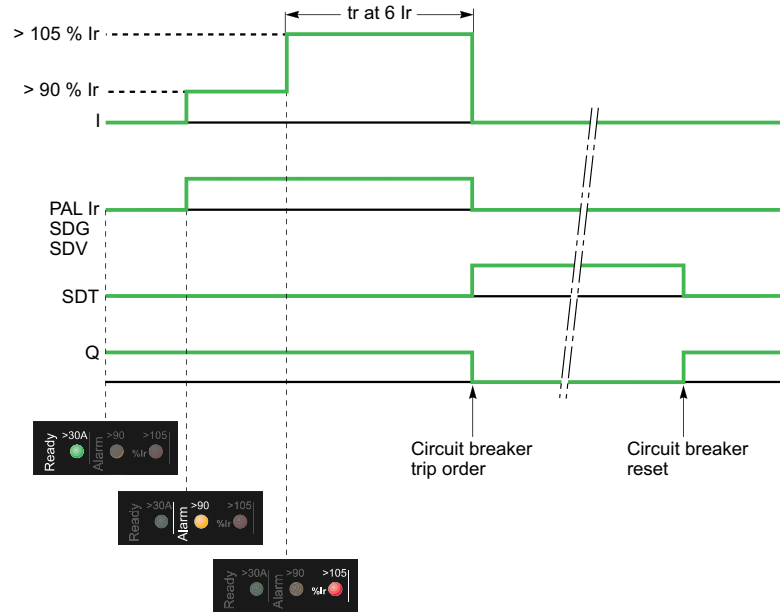 tr at 6 Ir
> 105 % Ir
> 90 % Ir
I
PAL Ir
SDG
SDV
SDT
Q
Circuit breaker
trip order
Circuit breaker
reset
Ready >30A Alarm >90 %Ir >105
Ready >30A Alarm >90 %Ir >105
Ready >30A Alarm >90 %Ir >105